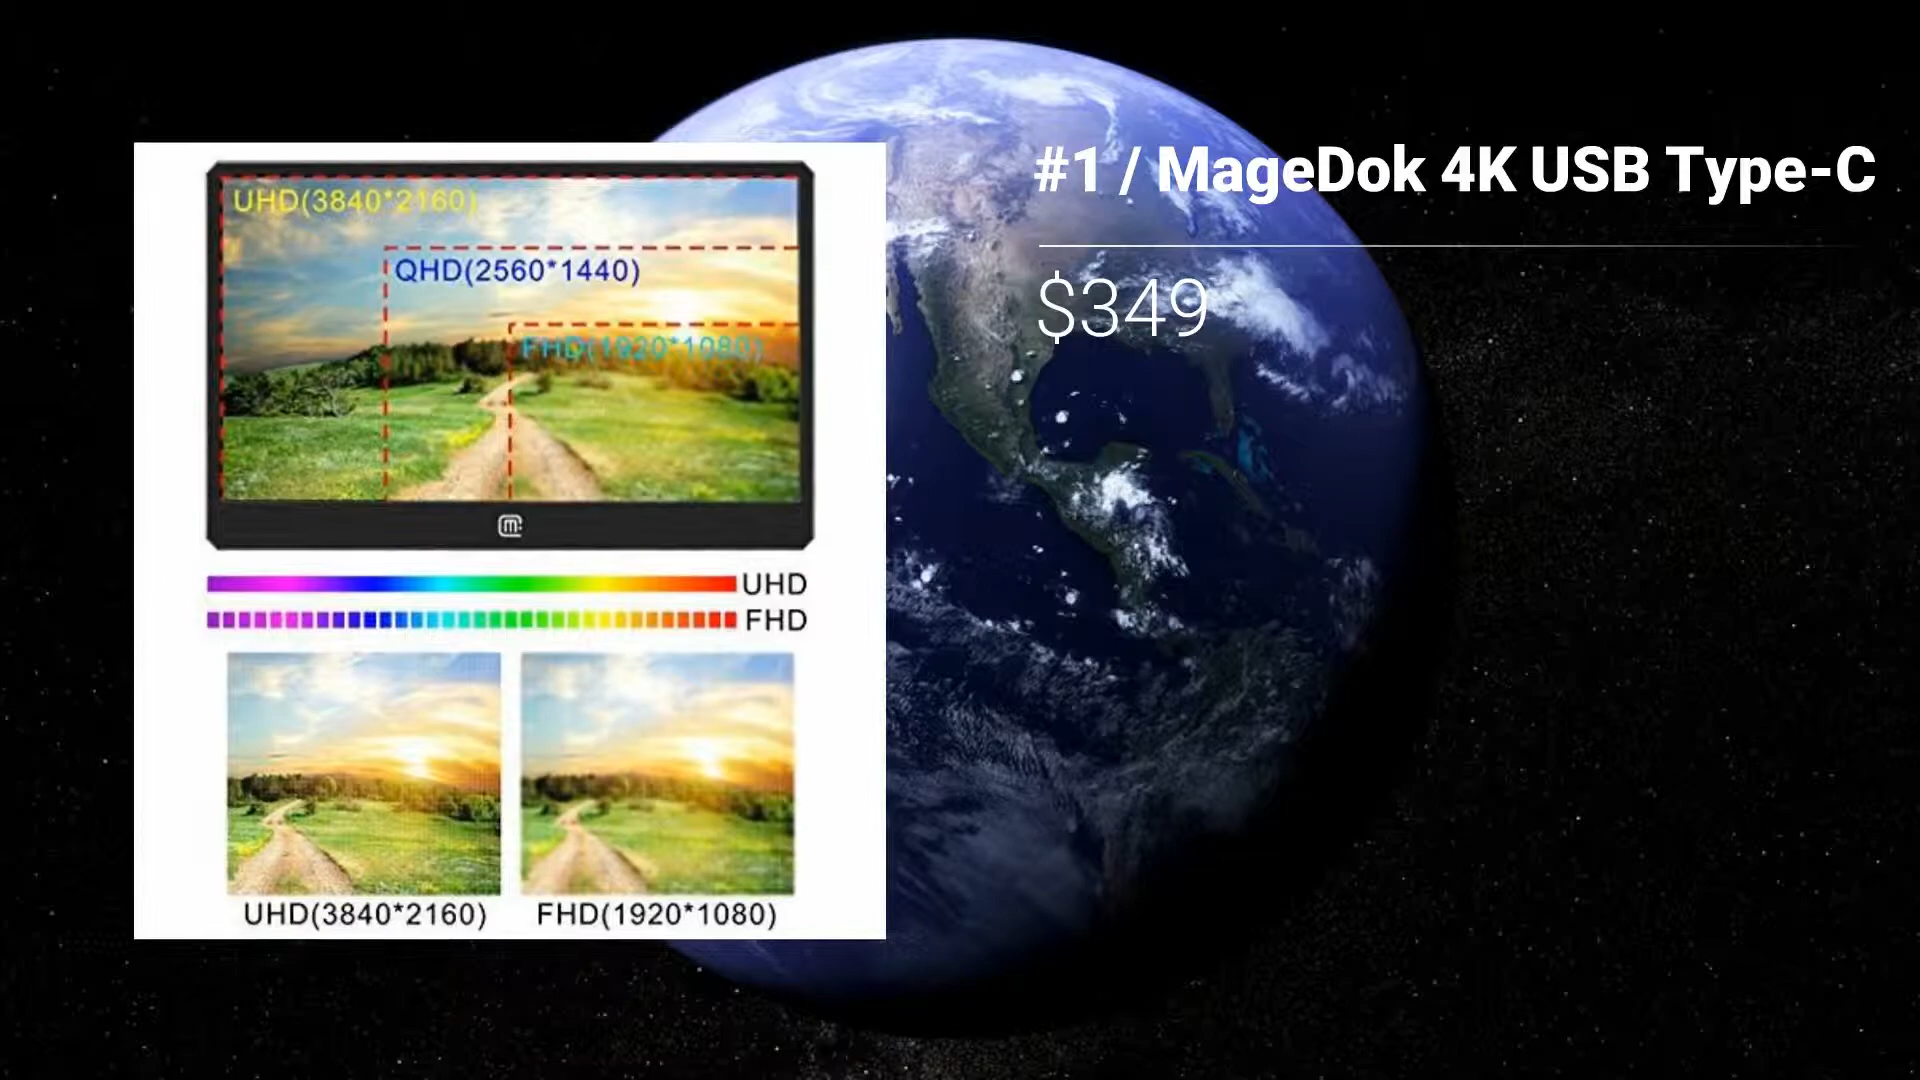 #1 / MageDok 4K USB Type-C
$349
UHD(3840*2160)
QHD(2560*1440)
FHD(1920*1080)
UHD
FHD
UHD(3840*2160)
FHD(1920*1080)